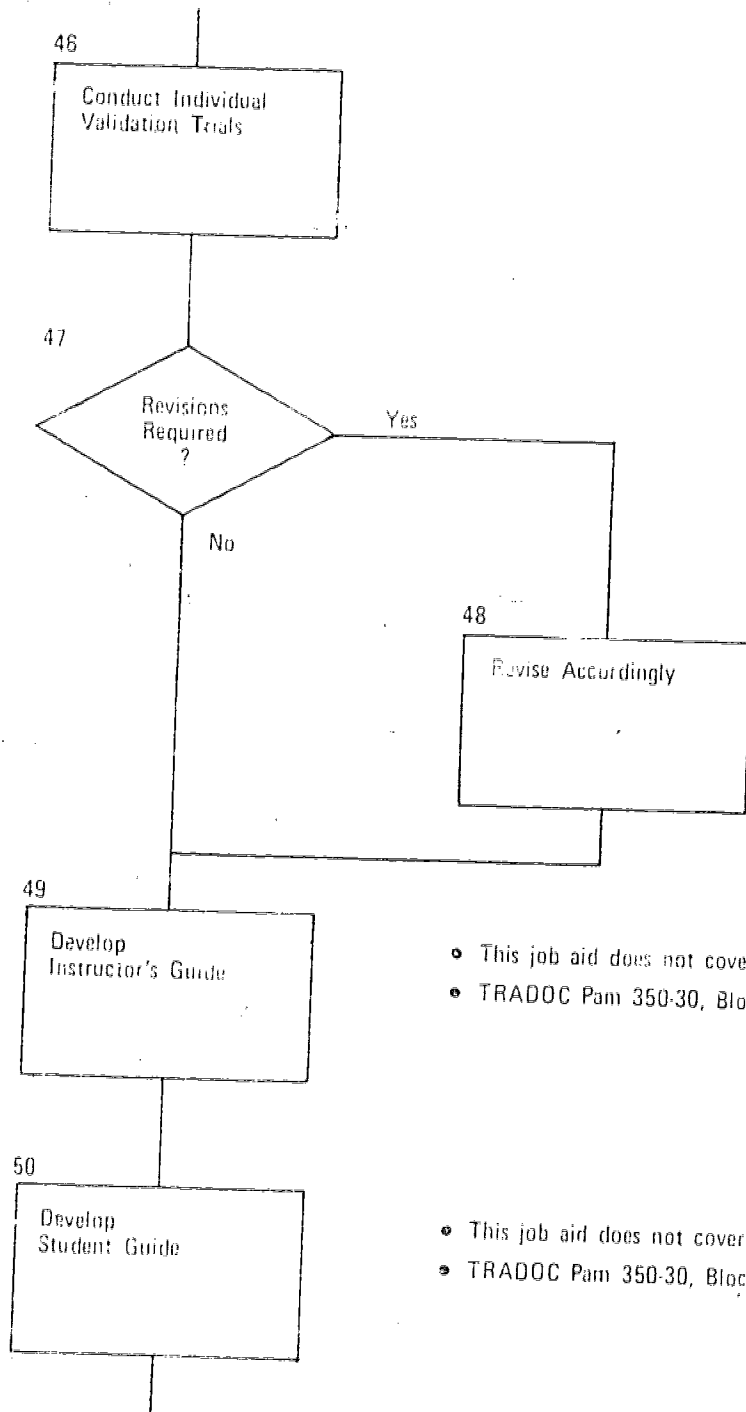 46
Conduct Individual
Validation Trials
47
Revisions
Required
?
Yes
No
48
Revise Accordingly
49
Develop
Instructor's Guide
• This job aid does not cove
• TRADOC Pam 350-30, Blo
50
Develop
Student Guide
• This job aid does not cover
• TRADOC Pam 350-30, Bloc